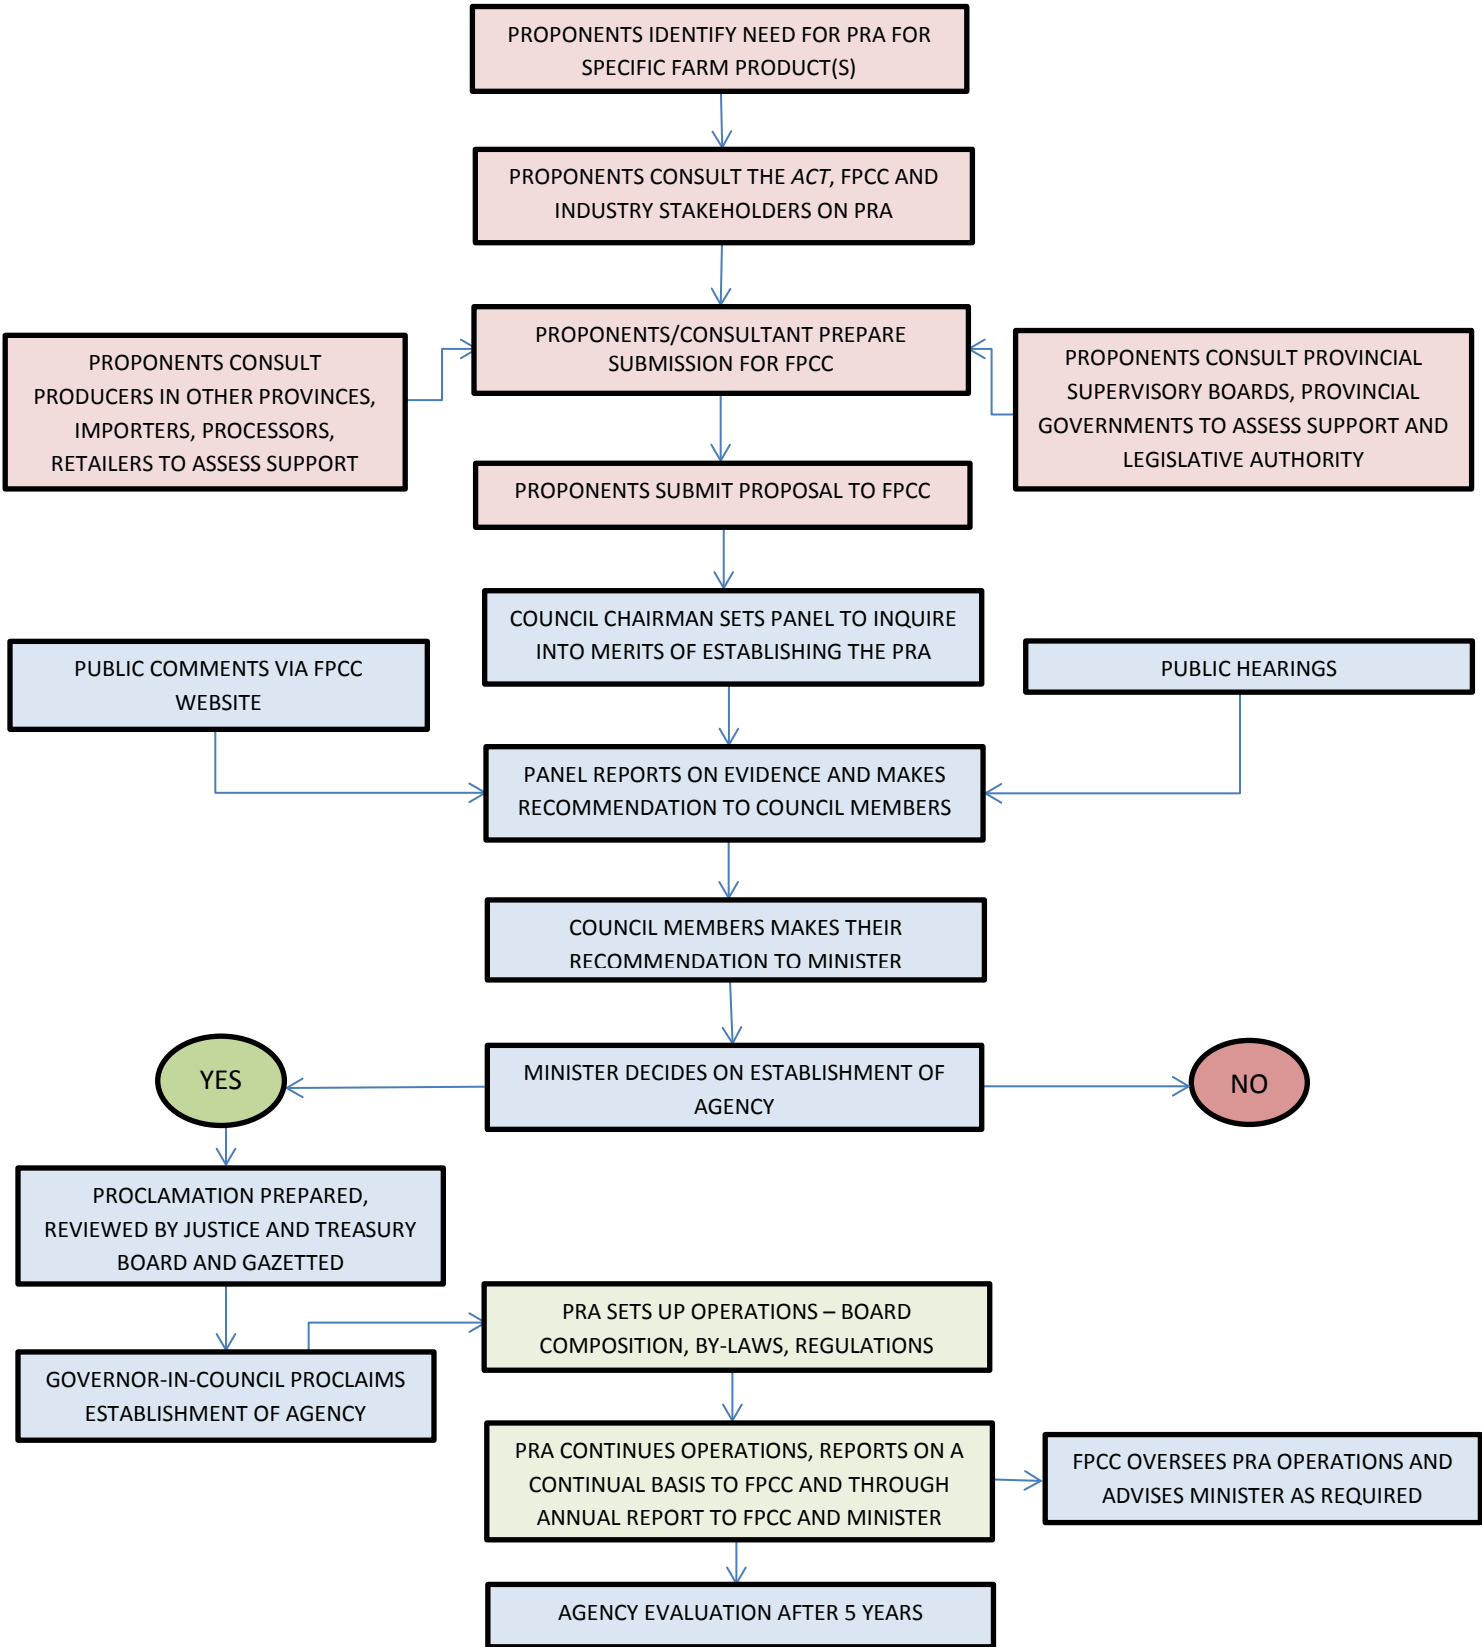 PROPONENTS IDENTIFY NEED FOR PRA FOR
SPECIFIC FARM PRODUCT(S)
PROPONENTS CONSULT THE ACT, FPCC AND
INDUSTRY STAKEHOLDERS ON PRA
PROPONENTS/CONSULTANT PREPARE
SUBMISSION FOR FPCC
PROPONENTS CONSULT
PRODUCERS IN OTHER PROVINCES,
IMPORTERS, PROCESSORS,
RETAILERS TO ASSESS SUPPORT
PROPONENTS CONSULT PROVINCIAL
SUPERVISORY BOARDS, PROVINCIAL
GOVERNMENTS TO ASSESS SUPPORT AND
LEGISLATIVE AUTHORITY
PROPONENTS SUBMIT PROPOSAL TO FPCC
COUNCIL CHAIRMAN SETS PANEL TO INQUIRE
INTO MERITS OF ESTABLISHING THE PRA
PUBLIC COMMENTS VIA FPCC
WEBSITE
PUBLIC HEARINGS
PANEL REPORTS ON EVIDENCE AND MAKES
RECOMMENDATION TO COUNCIL MEMBERS
COUNCIL MEMBERS MAKES THEIR
RECOMMENDATION TO MINISTER
YES
MINISTER DECIDES ON ESTABLISHMENT OF
AGENCY
NO
PROCLAMATION PREPARED,
REVIEWED BY JUSTICE AND TREASURY
BOARD AND GAZETTED
PRA SETS UP OPERATIONS – BOARD
COMPOSITION, BY-LAWS, REGULATIONS
GOVERNOR-IN-COUNCIL PROCLAIMS
ESTABLISHMENT OF AGENCY
PRA CONTINUES OPERATIONS, REPORTS ON A
CONTINUAL BASIS TO FPCC AND THROUGH
ANNUAL REPORT TO FPCC AND MINISTER
FPCC OVERSEES PRA OPERATIONS AND
ADVISES MINISTER AS REQUIRED
AGENCY EVALUATION AFTER 5 YEARS